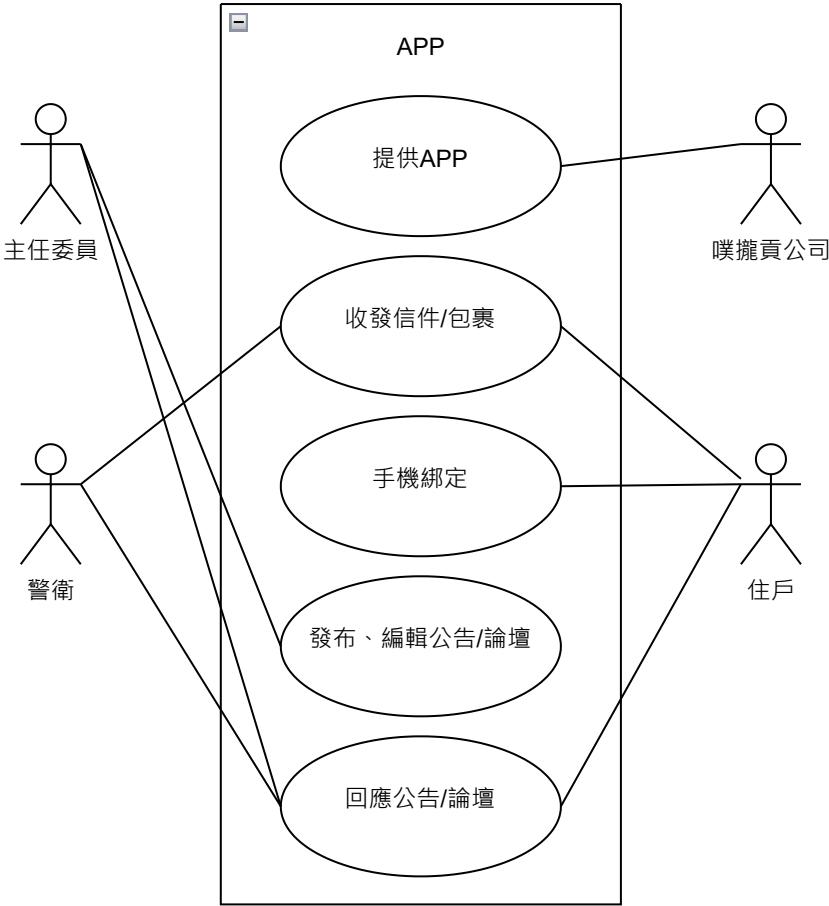 APP
提供APP
主任委員
噗攏貢公司
收發信件/包裹
手機綁定
警衛
住戶
發布、編輯公告/論壇
回應公告/論壇